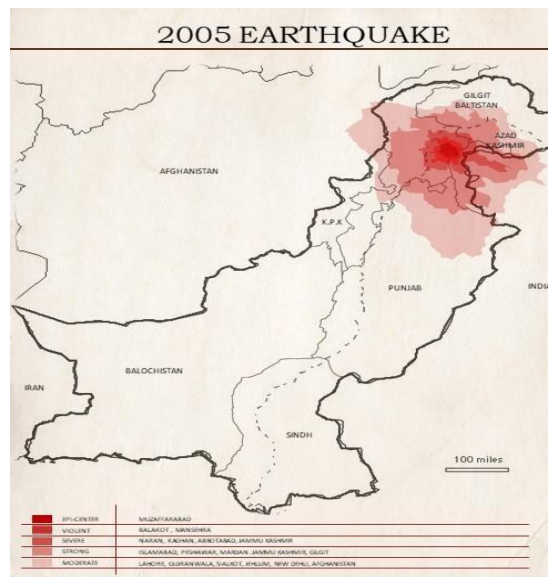 2005 EARTHQUAKE
GILGIT
BALTISTAN
AZAD
KASHMIR
AFGHANISTAN
K.P.K
PUNJAB
INDIA
IRAN
BALOCHISTAN
SINDH
100 miles
EPI-CENTER MUZAFFARABAD
VIOLENT BALAKOT , MANSEHRA
SEVERE NARAN, KAGHAN, ABBOTABAD, JAMMU KASHMIR
STRONG ISLAMABAD, PESHAWAR, MARDAN. JAMMU KASHMIR, GILGIT
MODERATE LAHORE, GUJRANWALA, SIALKOT, JEHLUM, NEW DEHLI, AFGHANISTAN